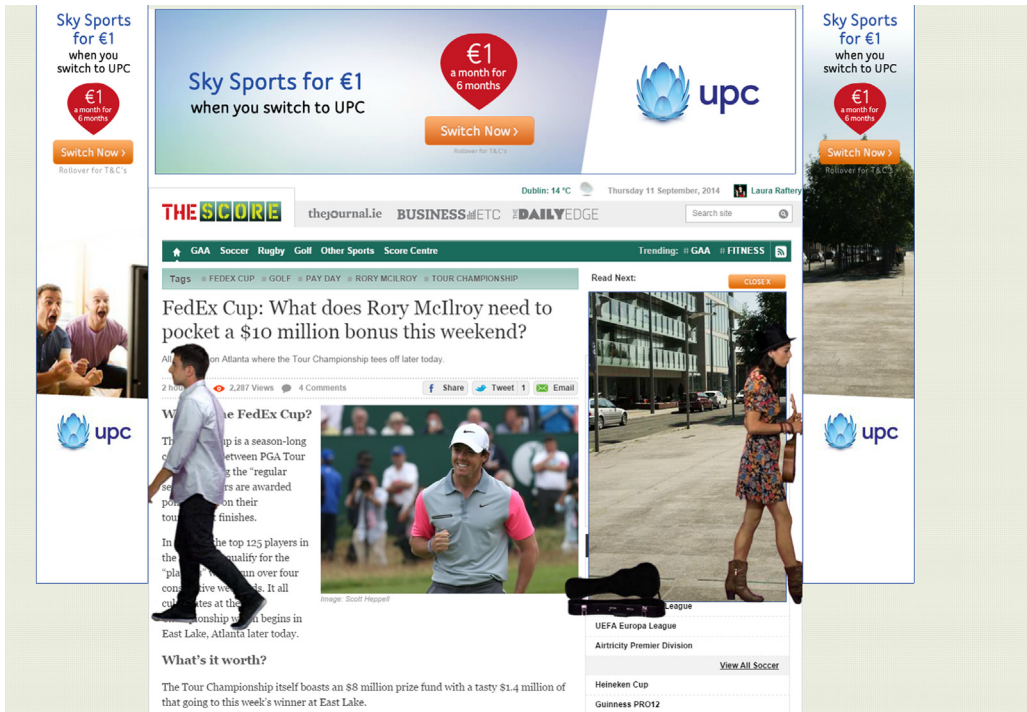 Sky Sports
for €1
when you
switch to UPC
€1
a month for
6 months
Switch Now >
Rollover for T&C's
upc
Sky Sports for €1
when you switch to UPC
€1
a month for
6 months
Switch Now >
Rollover for T&C's
upc
Sky Sports
for €1
when you
switch to UPC
€1
a month for
6 months
Switch Now >
Rollover for T&C's
upc
Dublin: 14 °C Thursday 11 September, 2014 Laura Raftery
THE SCORE thejournal.ie BUSINESS ETC THE DAILY EDGE Search site
GAA Soccer Rugby Golf Other Sports Score Centre Trending: # GAA # FITNESS
Tags # FEDEX CUP # GOLF # PAY DAY # RORY MCILROY # TOUR CHAMPIONSHIP
Read Next: CLOSE X
FedEx Cup: What does Rory McIlroy need to
pocket a $10 million bonus this weekend?
on Atlanta where the Tour Championship tees off later today.
2 2,287 Views 4 Comments Share Tweet 1 Email
FedEx Cup?
is a season-long
between PGA Tour
the “regular
are awarded
on their
finishes.
In the top 125 players in
the qualify for the
run over four
It all
at the
begins in
East Lake, Atlanta later today.
Image: Scott Heppell
What's it worth?
The Tour Championship itself boasts an $8 million prize fund with a tasty $1.4 million of
that going to this week's winner at East Lake.
League
UEFA Europa League
Airtricity Premier Division
View All Soccer
Heineken Cup
Guinness PRO12